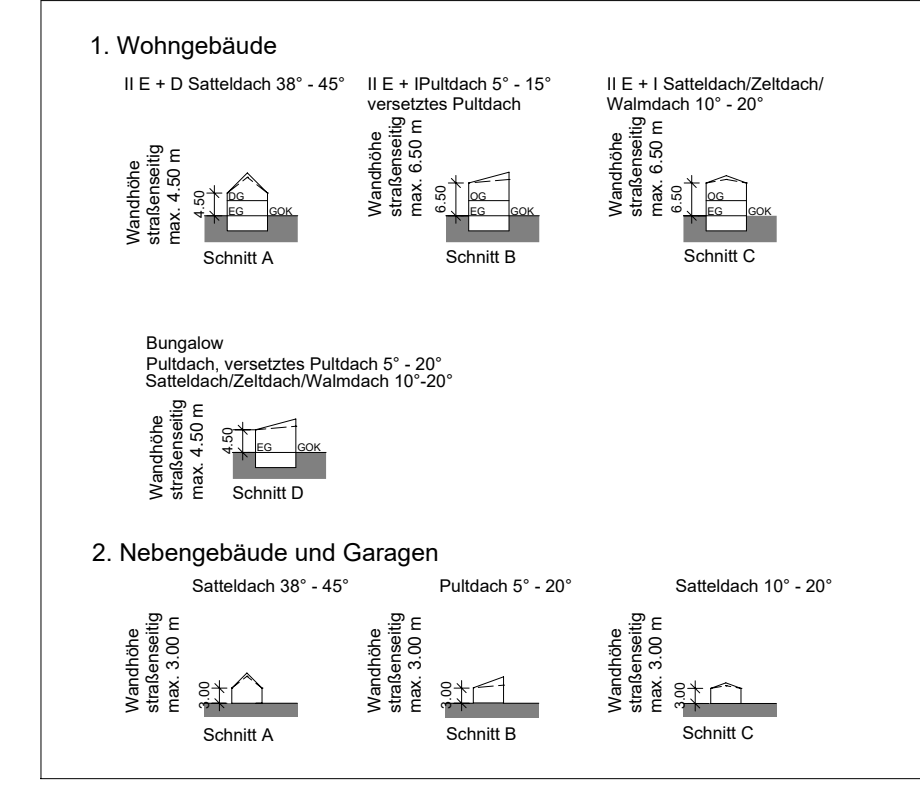 1. Wohngebäude
II E + D Satteldach 38° - 45°
Wandhöhe
straßenseitig
max. 4.50 m
4.50
DG
EG
GOK
Schnitt A
II E + IPultdach 5° - 15°
versetztes Pultdach
Wandhöhe
straßenseitig
max. 6.50 m
6.50
OG
EG
GOK
Schnitt B
II E + I Satteldach/Zeltdach/
Walmdach 10° - 20°
Wandhöhe
straßenseitig
max. 6.50 m
6.50
OG
EG
GOK
Schnitt C
Bungalow
Pultdach, versetztes Pultdach 5° - 20°
Satteldach/Zeltdach/Walmdach 10°-20°
Wandhöhe
straßenseitig
max. 4.50 m
4.50
EG
GOK
Schnitt D
2. Nebengebäude und Garagen
Satteldach 38° - 45°
Wandhöhe
straßenseitig
max. 3.00 m
3.00
Schnitt A
Pultdach 5° - 20°
Wandhöhe
straßenseitig
max. 3.00 m
3.00
Schnitt B
Satteldach 10° - 20°
Wandhöhe
straßenseitig
max. 3.00 m
3.00
Schnitt C